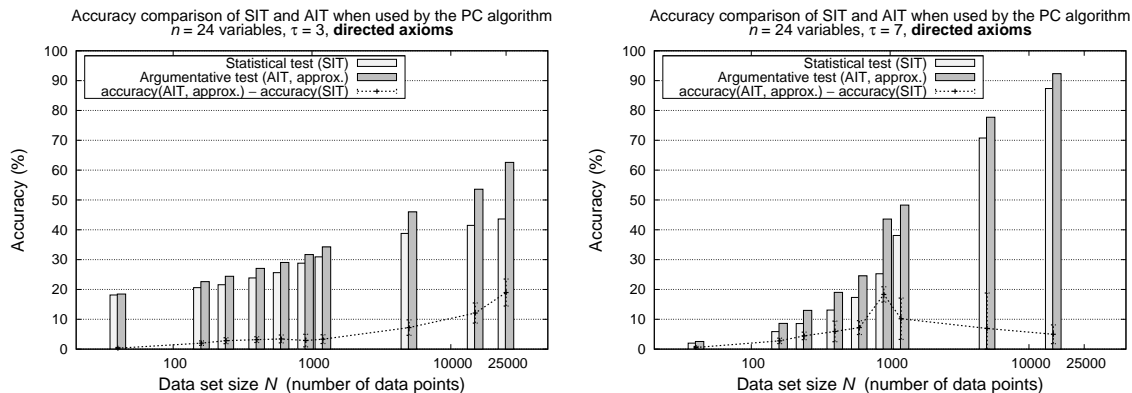 Accuracy comparison of SIT and AIT when used by the PC algorithm
n = 24 variables, τ = 3, directed axioms
100
90
80
70
60
50
40
30
20
10
0
Accuracy (%)
Statistical test (SIT)
Argumentative test (AIT, approx.)
accuracy(AIT, approx.) − accuracy(SIT)
100 1000 10000 25000
Data set size N (number of data points)
Accuracy comparison of SIT and AIT when used by the PC algorithm
n = 24 variables, τ = 7, directed axioms
100
90
80
70
60
50
40
30
20
10
0
Accuracy (%)
Statistical test (SIT)
Argumentative test (AIT, approx.)
accuracy(AIT, approx.) − accuracy(SIT)
100 1000 10000 25000
Data set size N (number of data points)